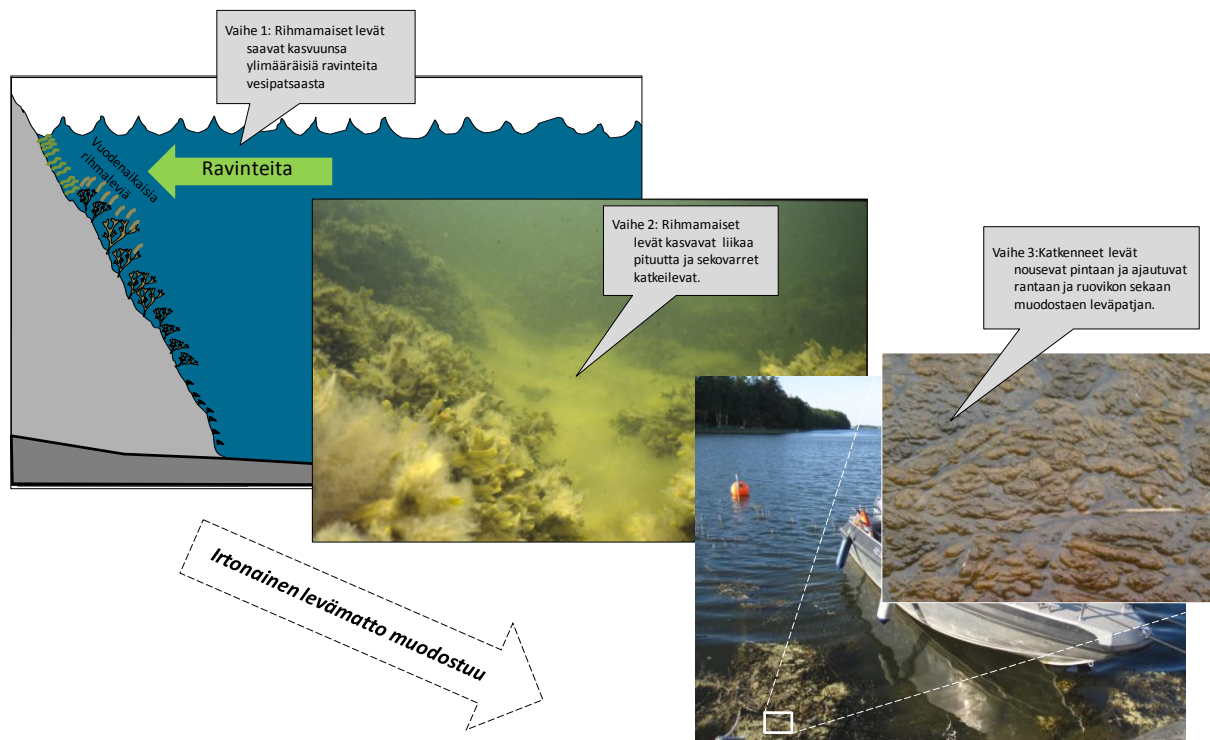 Vaihe 1: Rihmamaiset levät
saavat kasvuunsa
ylimääräisiä ravinteita
vesipatsaasta
Vuodenaikaisia
rihmaleviä
Ravinteita
Vaihe 2: Rihmamaiset
levät kasvavat liikaa
pituutta ja sekovarret
katkeilevat.
Vaihe 3:Katkenneet levät
nousevat pintaan ja ajautuvat
rantaan ja ruovikon sekaan
muodostaen leväpatjan.
Irtonainen levämatto muodostuu